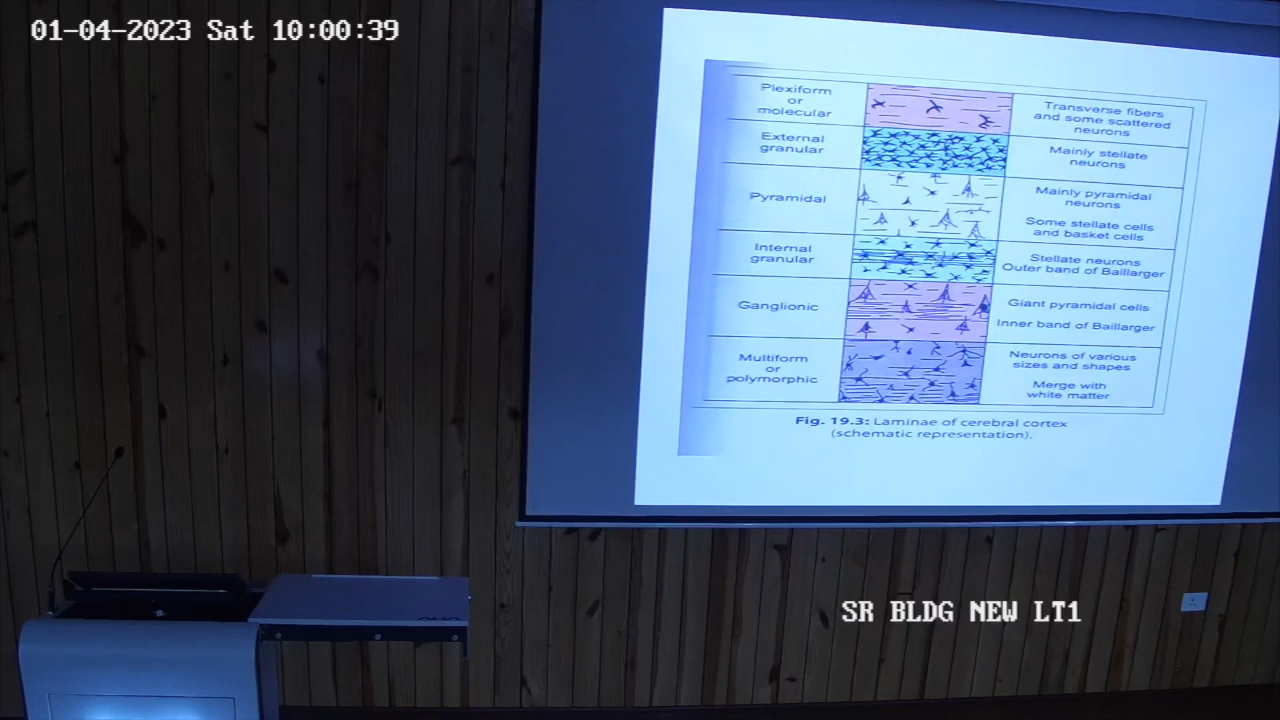 01-04-2023 Sat 10:00:39
Plexiform
or
molecular
Transverse fibers
and some scattered
neurons
External
granular
Mainly stellate
neurons
Pyramidal
Mainly pyramidal
neurons
Some stellate cells
and basket cells
Internal
granular
Stellate neurons
Outer band of Baillarger
Ganglionic
Giant pyramidal cells
Inner band of Baillarger
Multiform
or
polymorphic
Neurons of various
sizes and shapes
Merge with
white matter
Fig. 19.3: Laminae of cerebral cortex
(schematic representation).
SR BLDG NEW LT1